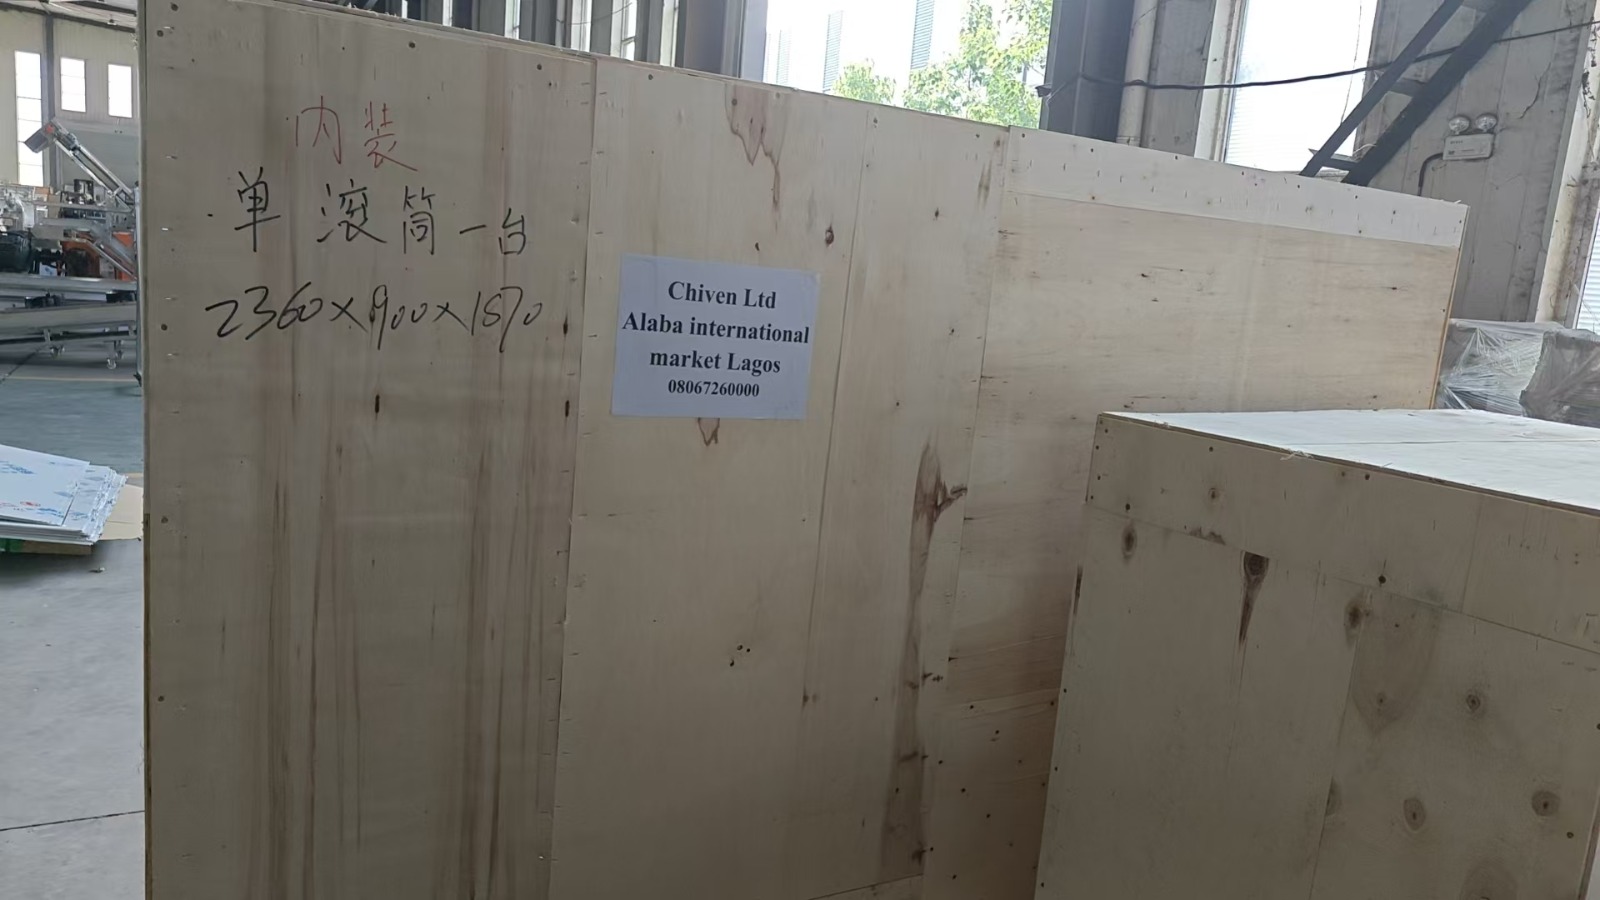 内装
单滚筒一台
2360×900×1870
Chiven Ltd
Alaba international
market Lagos
08067260000